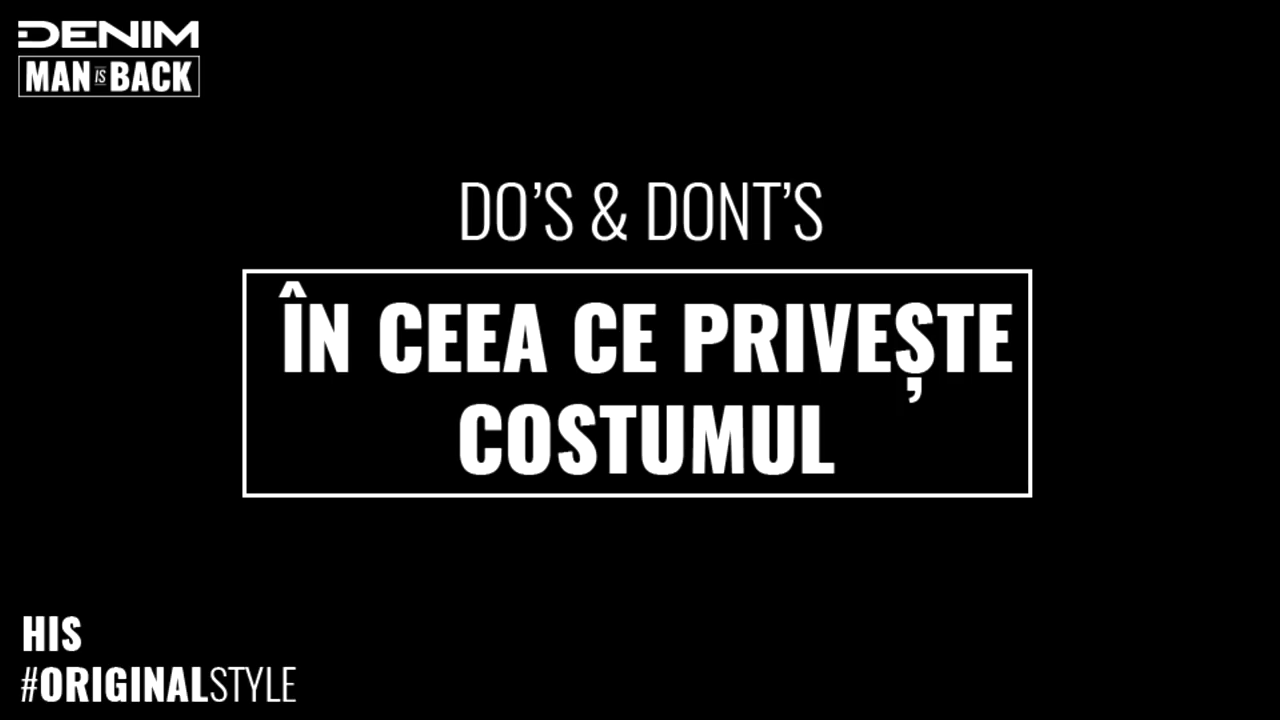 DENIM
MAN IS BACK
DO'S & DONT'S
ÎN CEEA CE PRIVEȘTE
COSTUMUL
HIS
#ORIGINALSTYLE